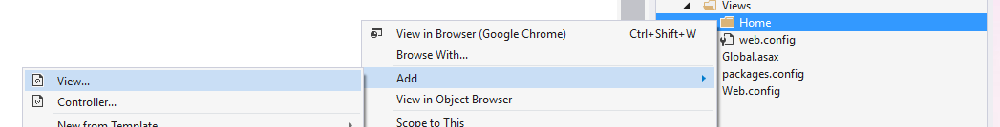 Views
Home
web.config
Global.asax
packages.config
Web.config
View in Browser (Google Chrome) Ctrl+Shift+W
Browse With...
Add
View in Object Browser
Scope to This
View...
Controller...
New from Template